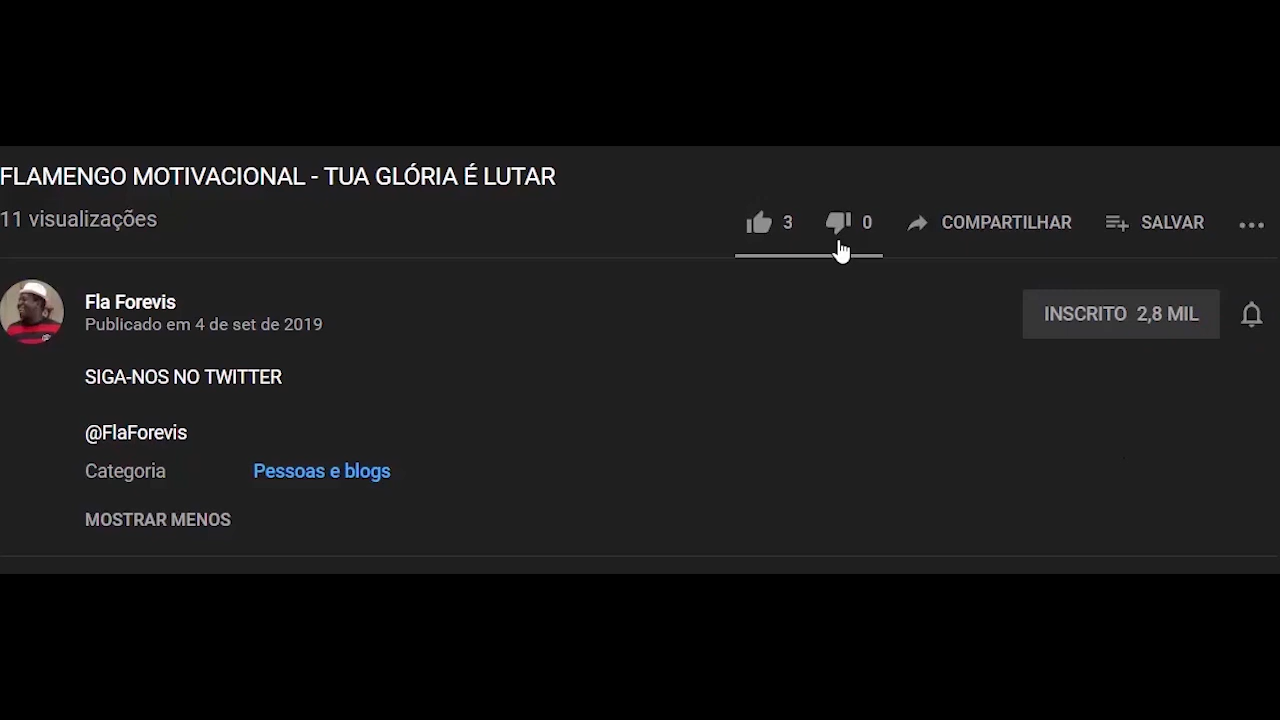 FLAMENGO MOTIVACIONAL - TUA GLÓRIA É LUTAR
11 visualizações
3 0 COMPARTILHAR SALVAR
Fla Forevis
Publicado em 4 de set de 2019
INSCRITO 2,8 MIL
SIGA-NOS NO TWITTER
@FlaForevis
Categoria Pessoas e blogs
MOSTRAR MENOS